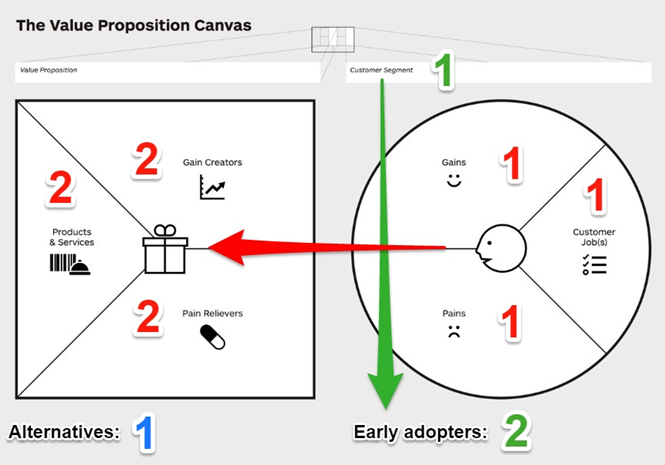 The Value Proposition Canvas
Value Proposition
Customer Segment
1
2
Gain Creators
2
Products
& Services
2
Pain Relievers
Gains
1
1
Customer
Job(s)
Pains
1
Alternatives: 1
Early adopters: 2